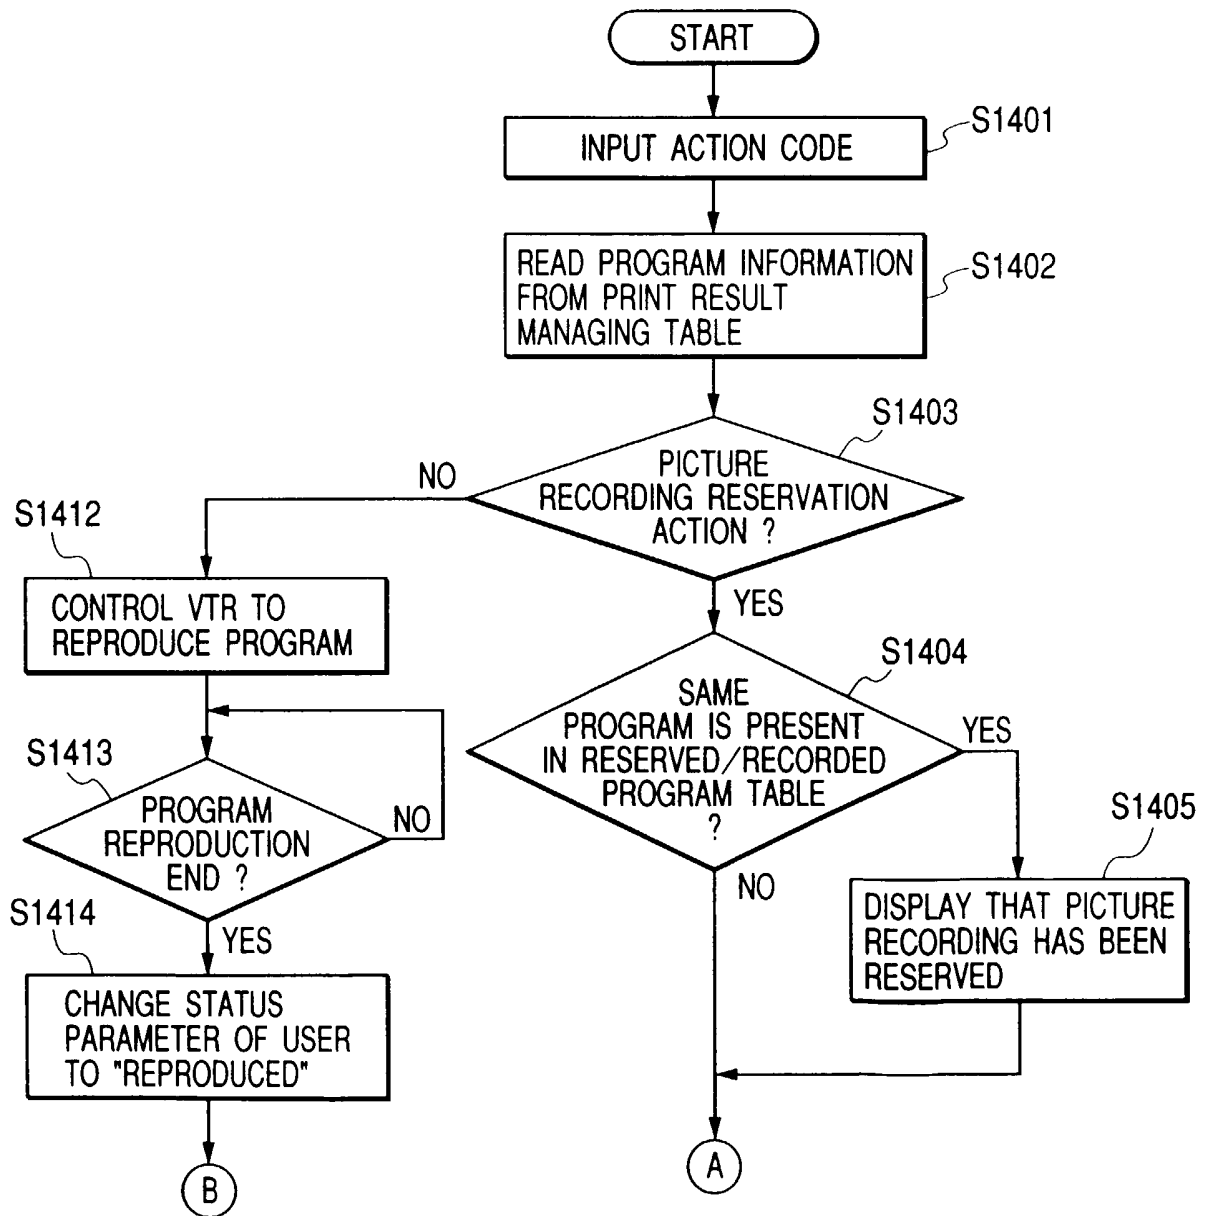 START
S1401
INPUT ACTION CODE
S1402
READ PROGRAM INFORMATION
FROM PRINT RESULT
MANAGING TABLE
S1403
PICTURE
RECORDING RESERVATION
ACTION ?
NO
YES
S1412
CONTROL VTR TO
REPRODUCE PROGRAM
S1413
PROGRAM
REPRODUCTION
END ?
NO
YES
S1414
CHANGE STATUS
PARAMETER OF USER
TO "REPRODUCED"
B
S1404
SAME
PROGRAM IS PRESENT
IN RESERVED/RECORDED
PROGRAM TABLE
?
YES
NO
S1405
DISPLAY THAT PICTURE
RECORDING HAS BEEN
RESERVED
A